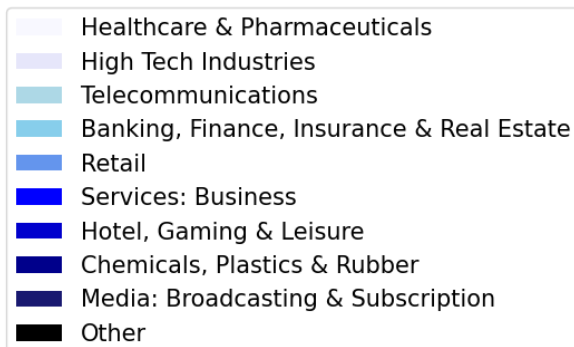 Healthcare & Pharmaceuticals
High Tech Industries
Telecommunications
Banking, Finance, Insurance & Real Estate
Retail
Services: Business
Hotel, Gaming & Leisure
Chemicals, Plastics & Rubber
Media: Broadcasting & Subscription
Other